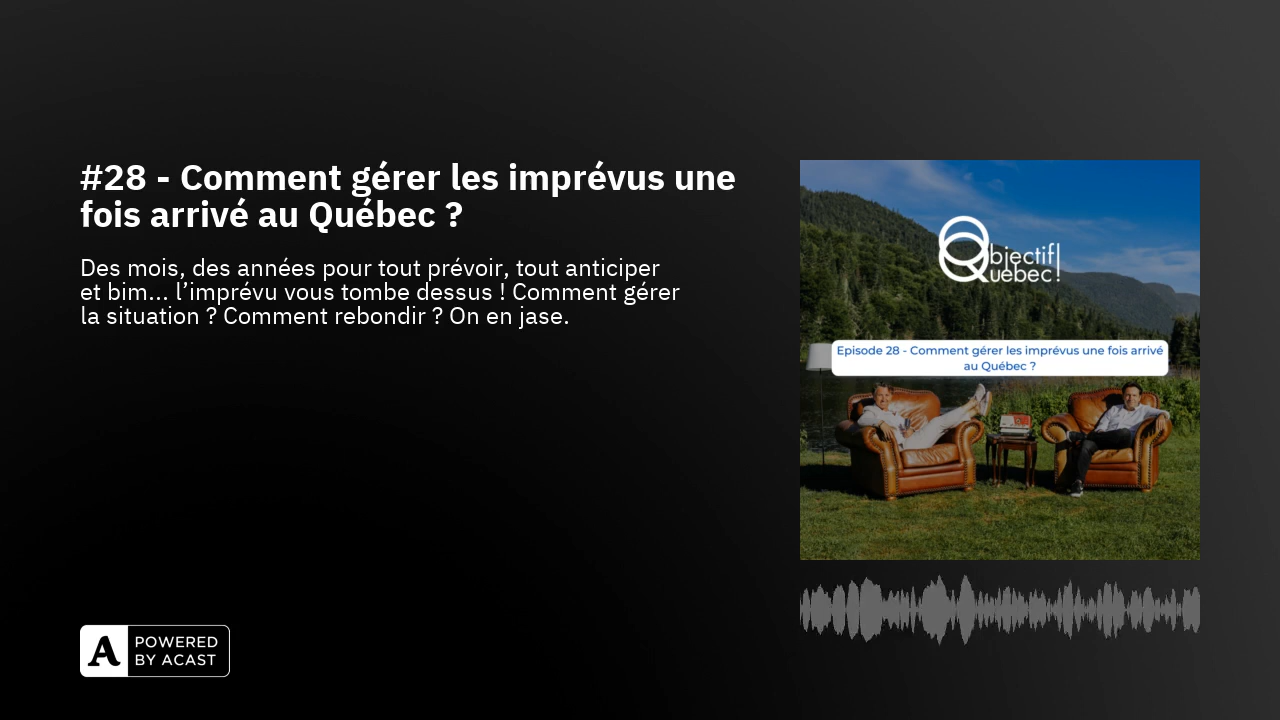 #28 - Comment gérer les imprévus une
fois arrivé au Québec ?
Des mois, des années pour tout prévoir, tout anticiper
et bim... l’imprévu vous tombe dessus ! Comment gérer
la situation ? Comment rebondir ? On en jase.
Objectif!
Québec!
Episode 28 - Comment gérer les imprévus une fois arrivé
au Québec ?
A
POWERED
BY ACAST